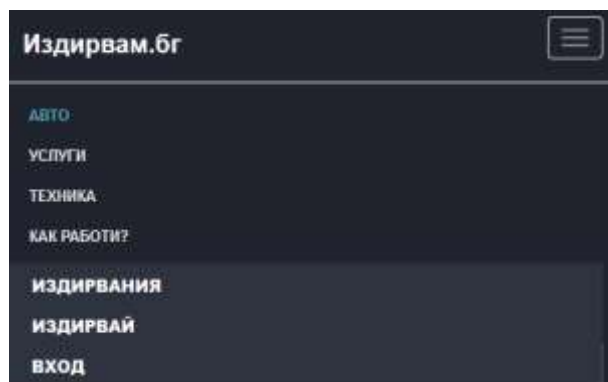 Издирвам.бг
АВТО
УСЛУГИ
ТЕХНИКА
КАК РАБОТИ?
ИЗДИРВАНИЯ
ИЗДИРВАЙ
ВХОД